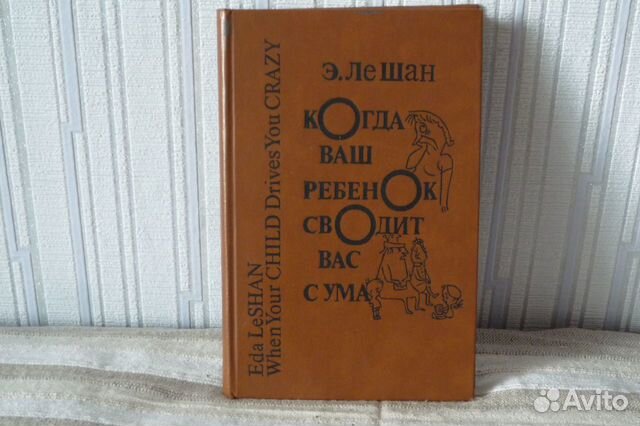 Eda LeSHAN
When Your CHILD Drives You CRAZY
Э. Ле Шан
КОГДА
ВАШ
РЕБЕНОК
СВОДИТ
ВАС
С УМА
Avito